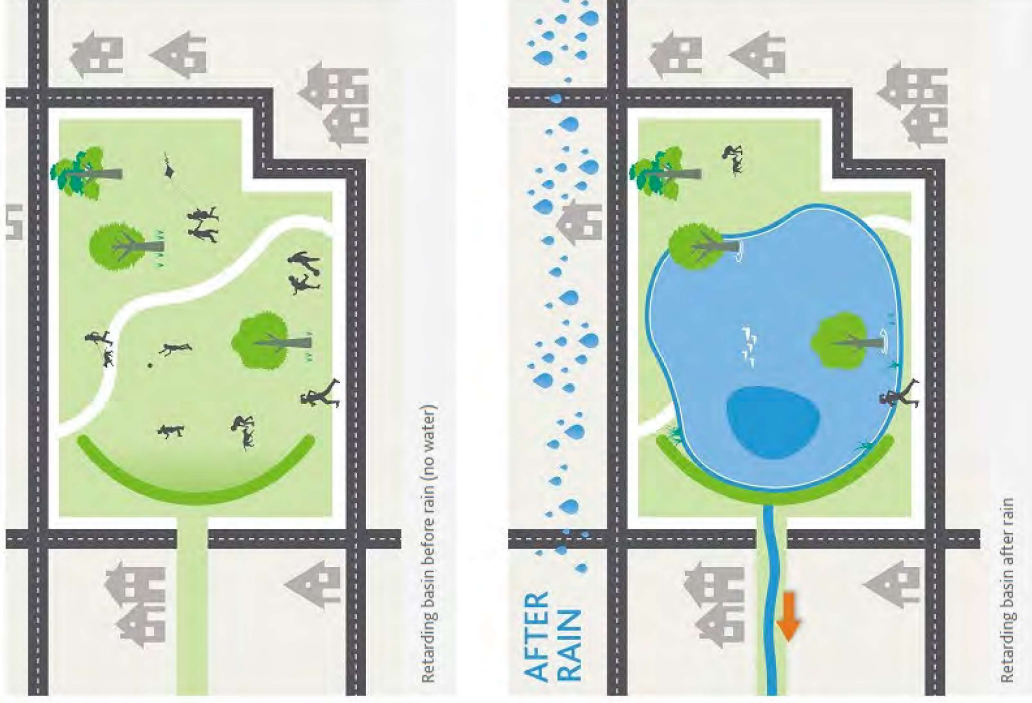 Retarding basin before rain (no water)
AFTER
RAIN
Retarding basin after rain